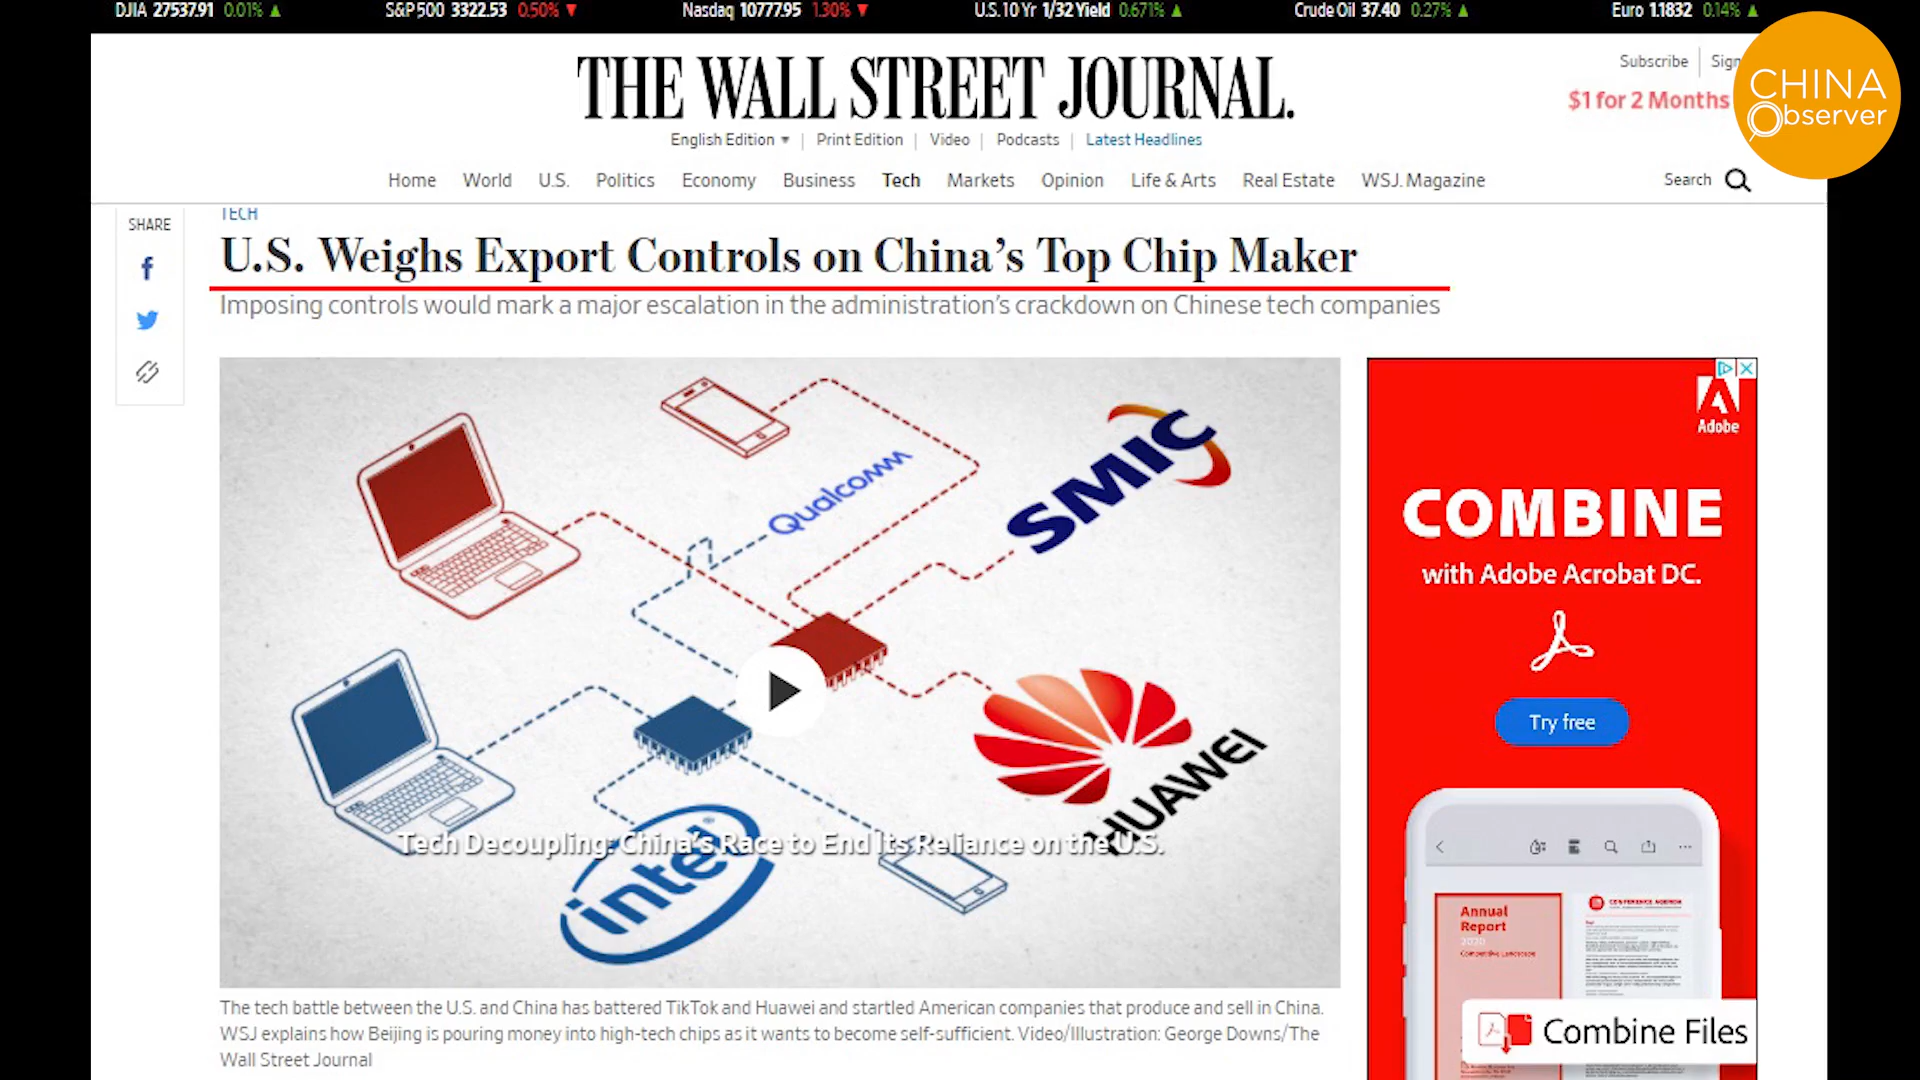 DJIA 27537.91 0.01% ▲ S&P 500 3322.53 0.50% ▼ Nasdaq 10777.95 1.30% ▼ U.S. 10 Yr 1/32 Yield 0.671% ▲ Crude Oil 37.40 0.27% ▲ Euro 1.1832 0.14% ▲
CHINA
Observer
Subscribe
$1 for 2 Months
THE WALL STREET JOURNAL.
English Edition ▼ | Print Edition | Video | Podcasts | Latest Headlines
Home World U.S. Politics Economy Business Tech Markets Opinion Life & Arts Real Estate WSJ. Magazine Search
SHARE
TECH
U.S. Weighs Export Controls on China's Top Chip Maker
Imposing controls would mark a major escalation in the administration's crackdown on Chinese tech companies
Qualcomm
SMIC
HUAWEI
intel
Tech Decoupling: China's Race to End Its Reliance on the U.S.
The tech battle between the U.S. and China has battered TikTok and Huawei and startled American companies that produce and sell in China.
WSJ explains how Beijing is pouring money into high-tech chips as it wants to become self-sufficient. Video/Illustration: George Downs/The
Wall Street Journal
Adobe
COMBINE
with Adobe Acrobat DC.
Try free
Annual
Report
2020
Competitive Landscape
CONFERENCE AGENDA
Combine Files